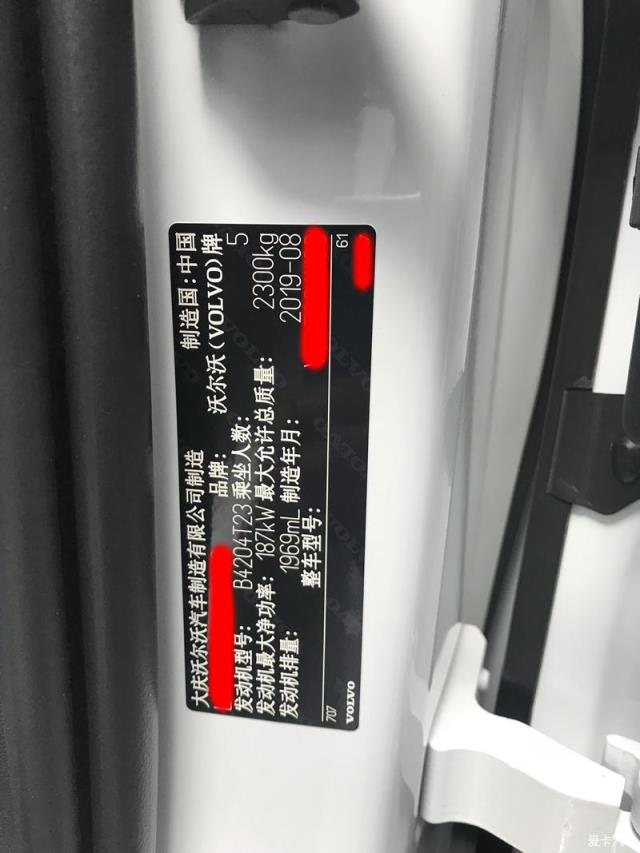 大庆沃尔沃汽车制造有限公司制造 制造国:中国
品牌: 沃尔沃(VOLVO)牌
发动机型号: B4204T23 乘坐人数: 5
发动机最大净功率: 187kW 最大允许总质量: 2300kg
发动机排量: 1969mL 制造年月: 2019-08
整车型号:
707 61
VOLVO